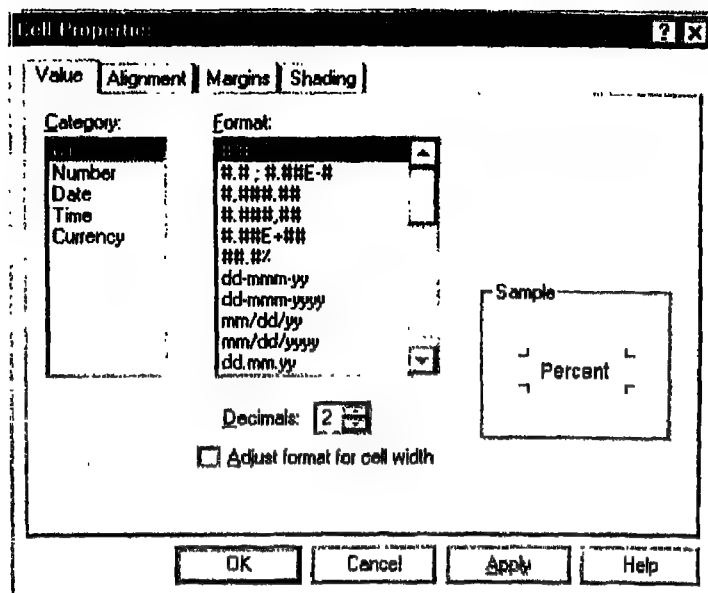 Cell Properties
Value Alignment Margins Shading
Category: Format:
Number
Date
Time
Currency
#.# ; #.##E-#
#,###.##
#.###,##
#.##E+##
##.#%
dd-mmm-yy
dd-mmm-yyyy
mm/dd/yy
mm/dd/yyyy
dd.mm.yy
Sample
Percent
Decimals: 2
Adjust format for cell width
OK Cancel Apply Help